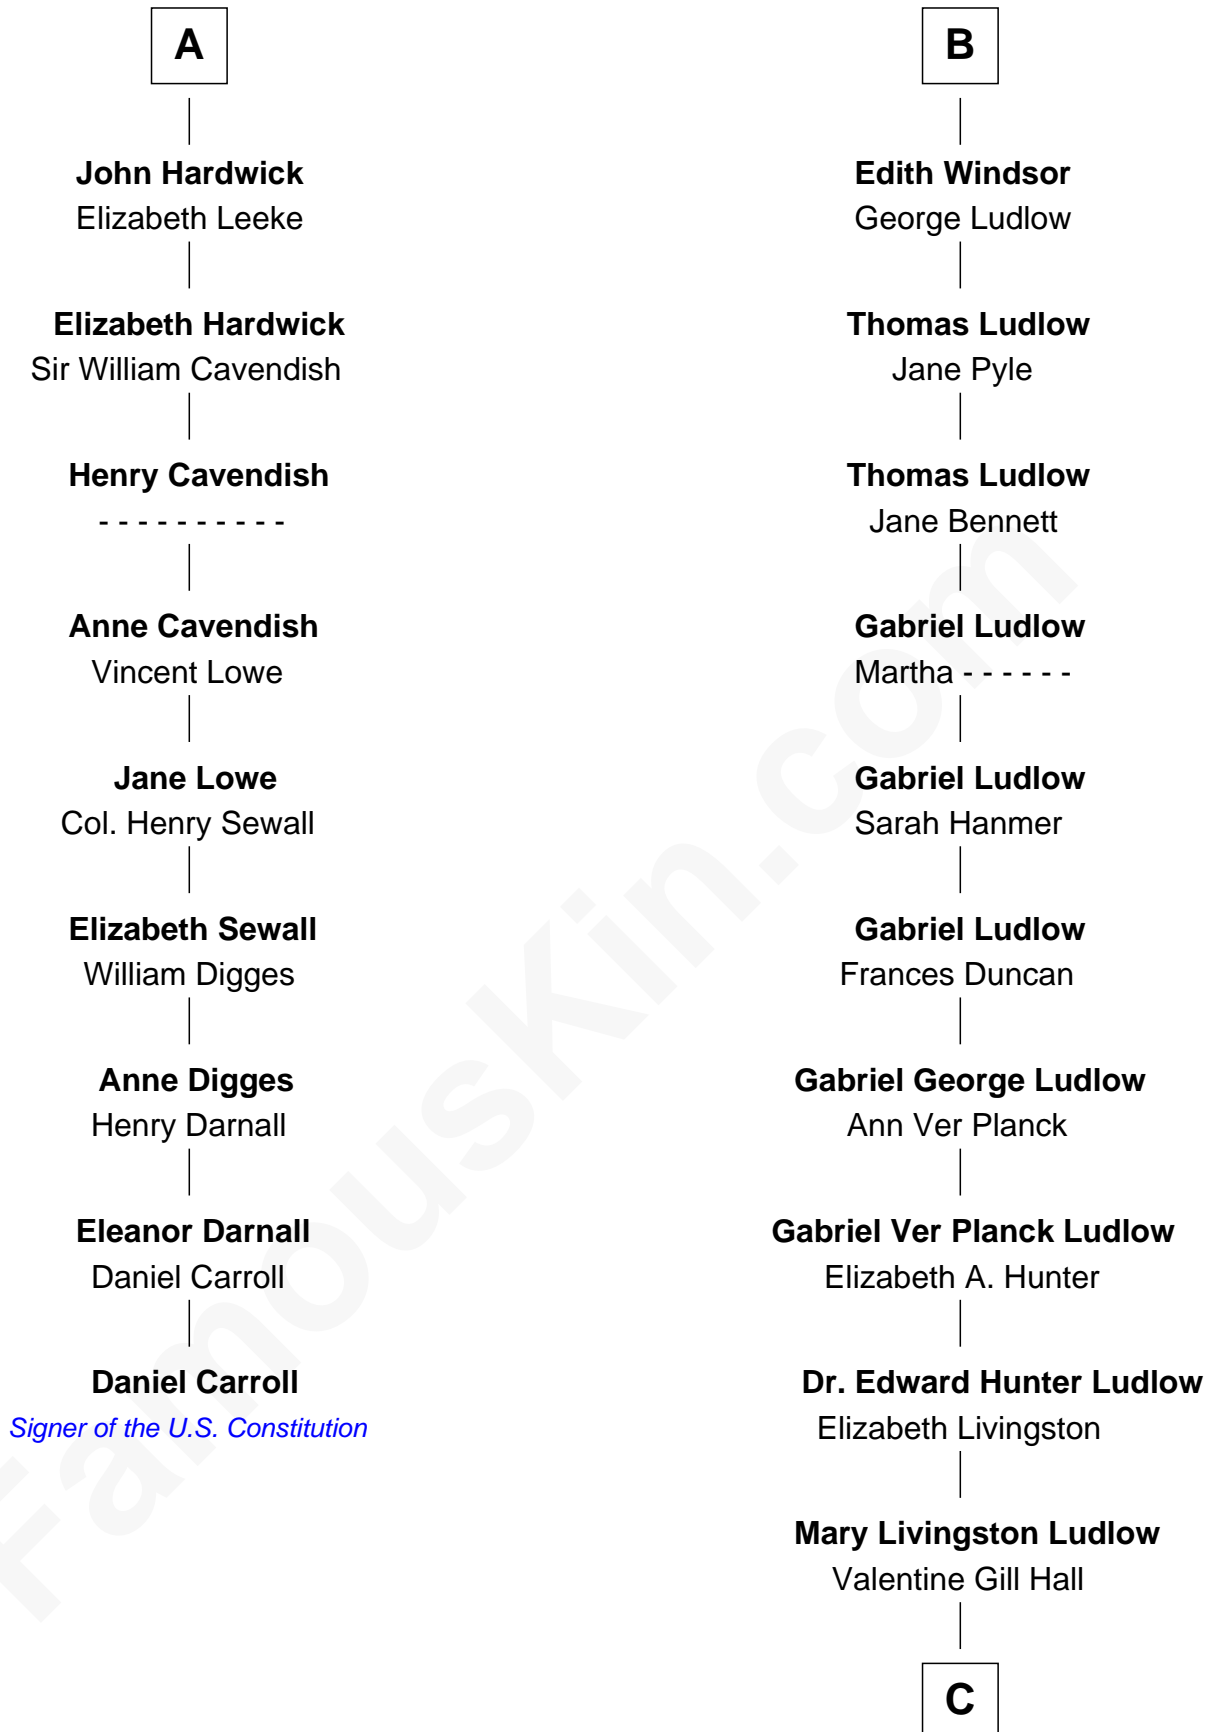 A
John Hardwick
Elizabeth Leeke
Elizabeth Hardwick
Sir William Cavendish
Henry Cavendish
- - - - - - - - - -
Anne Cavendish
Vincent Lowe
Jane Lowe
Col. Henry Sewall
Elizabeth Sewall
William Digges
Anne Digges
Henry Darnall
Eleanor Darnall
Daniel Carroll
Daniel Carroll
Signer of the U.S. Constitution
B
Edith Windsor
George Ludlow
Thomas Ludlow
Jane Pyle
Thomas Ludlow
Jane Bennett
Gabriel Ludlow
Martha - - - - - -
Gabriel Ludlow
Sarah Hanmer
Gabriel Ludlow
Frances Duncan
Gabriel George Ludlow
Ann Ver Planck
Gabriel Ver Planck Ludlow
Elizabeth A. Hunter
Dr. Edward Hunter Ludlow
Elizabeth Livingston
Mary Livingston Ludlow
Valentine Gill Hall
C
FamousKin.com